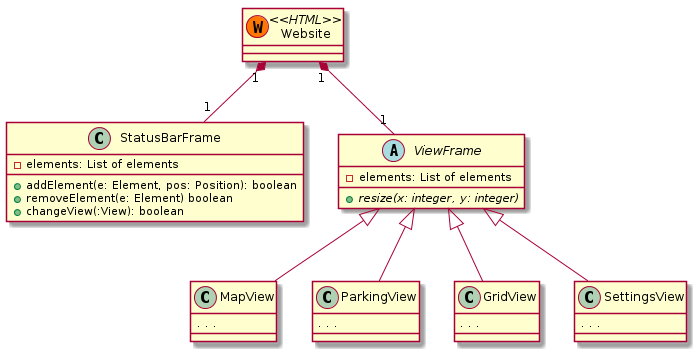 W
<<HTML>>
Website
1
1
1
1
C
StatusBarFrame
elements: List of elements
addElement(e: Element, pos: Position): boolean
removeElement(e: Element) boolean
changeView(:View): boolean
A
ViewFrame
elements: List of elements
resize(x: integer, y: integer)
C
MapView
...
C
ParkingView
...
C
GridView
...
C
SettingsView
...